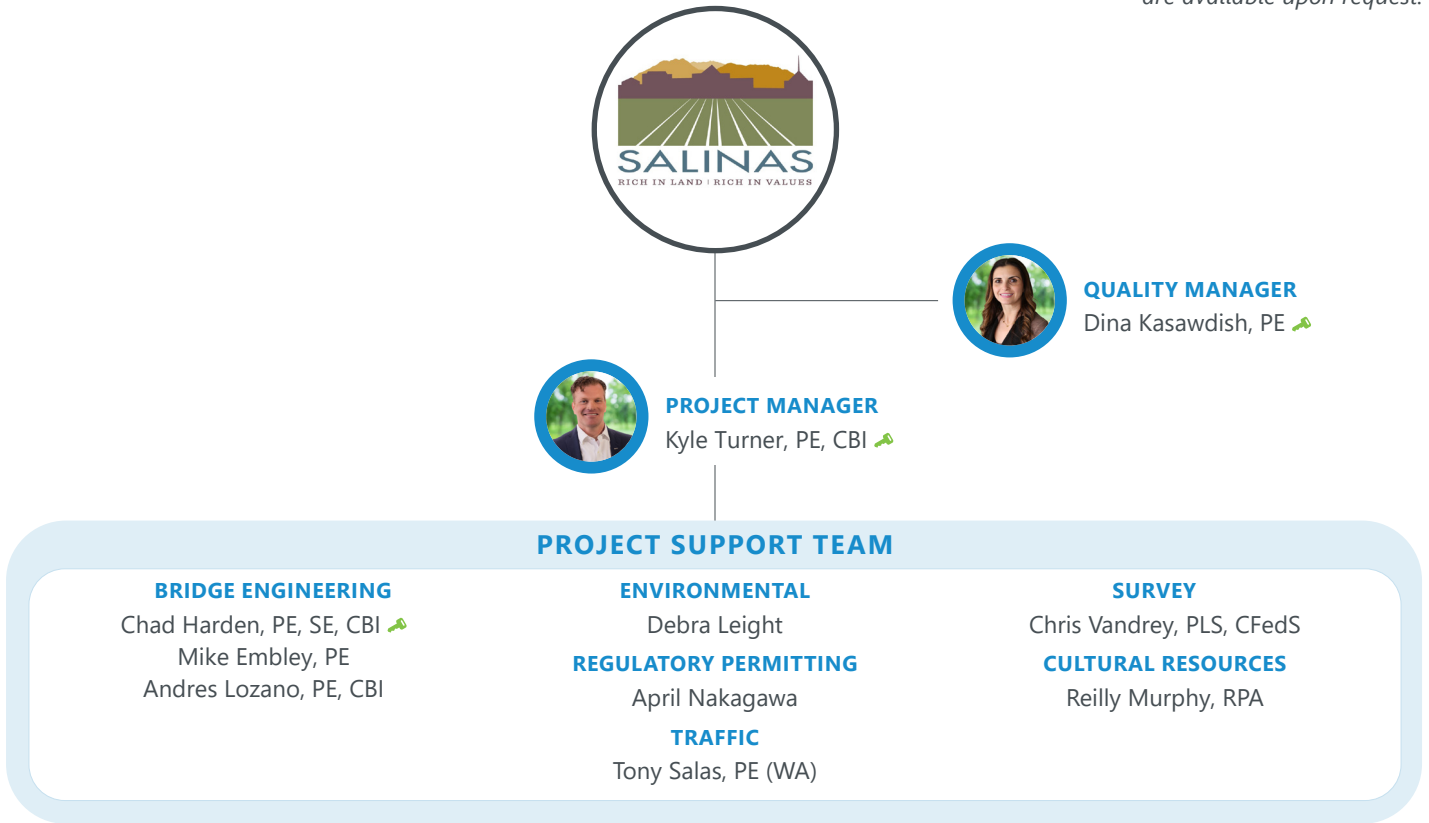 are available upon request.
SALINAS
RICH IN LAND | RICH IN VALUES
QUALITY MANAGER
Dina Kasawdish, PE
PROJECT MANAGER
Kyle Turner, PE, CBI
PROJECT SUPPORT TEAM
BRIDGE ENGINEERING
Chad Harden, PE, SE, CBI
Mike Embley, PE
Andres Lozano, PE, CBI
ENVIRONMENTAL
Debra Leight
REGULATORY PERMITTING
April Nakagawa
TRAFFIC
Tony Salas, PE (WA)
SURVEY
Chris Vandrey, PLS, CFedS
CULTURAL RESOURCES
Reilly Murphy, RPA